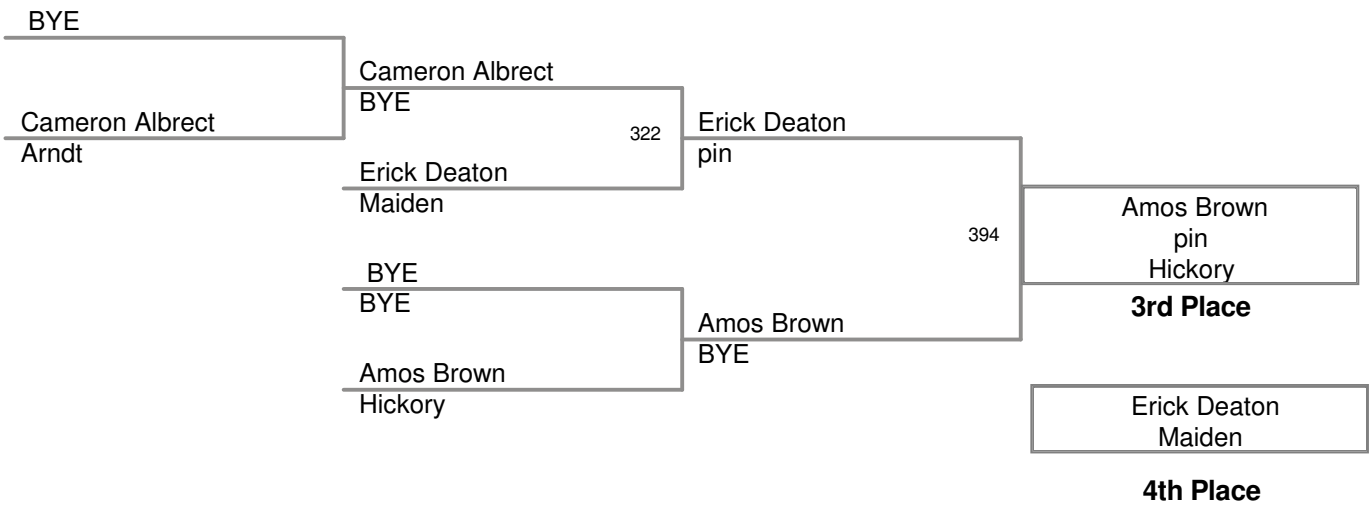 BYE
Cameron Albrect
Arndt
Cameron Albrect
BYE
322
Erick Deaton
Maiden
BYE
BYE
Amos Brown
Hickory
Erick Deaton
pin
394
Amos Brown
BYE
Amos Brown
pin
Hickory
3rd Place
Erick Deaton
Maiden
4th Place